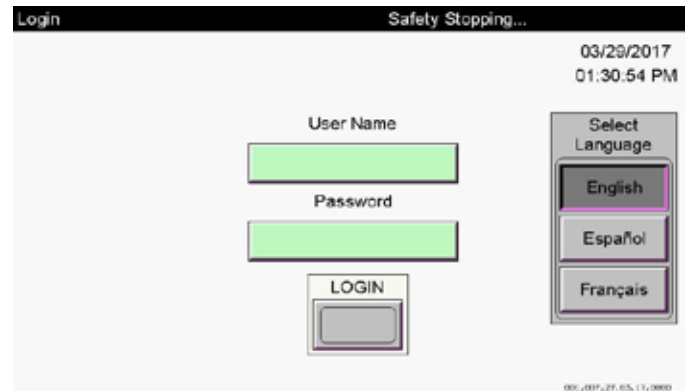 Login
Safety Stopping...
03/29/2017
01:30:54 PM
User Name
Password
LOGIN
Select
Language
English
Español
Français